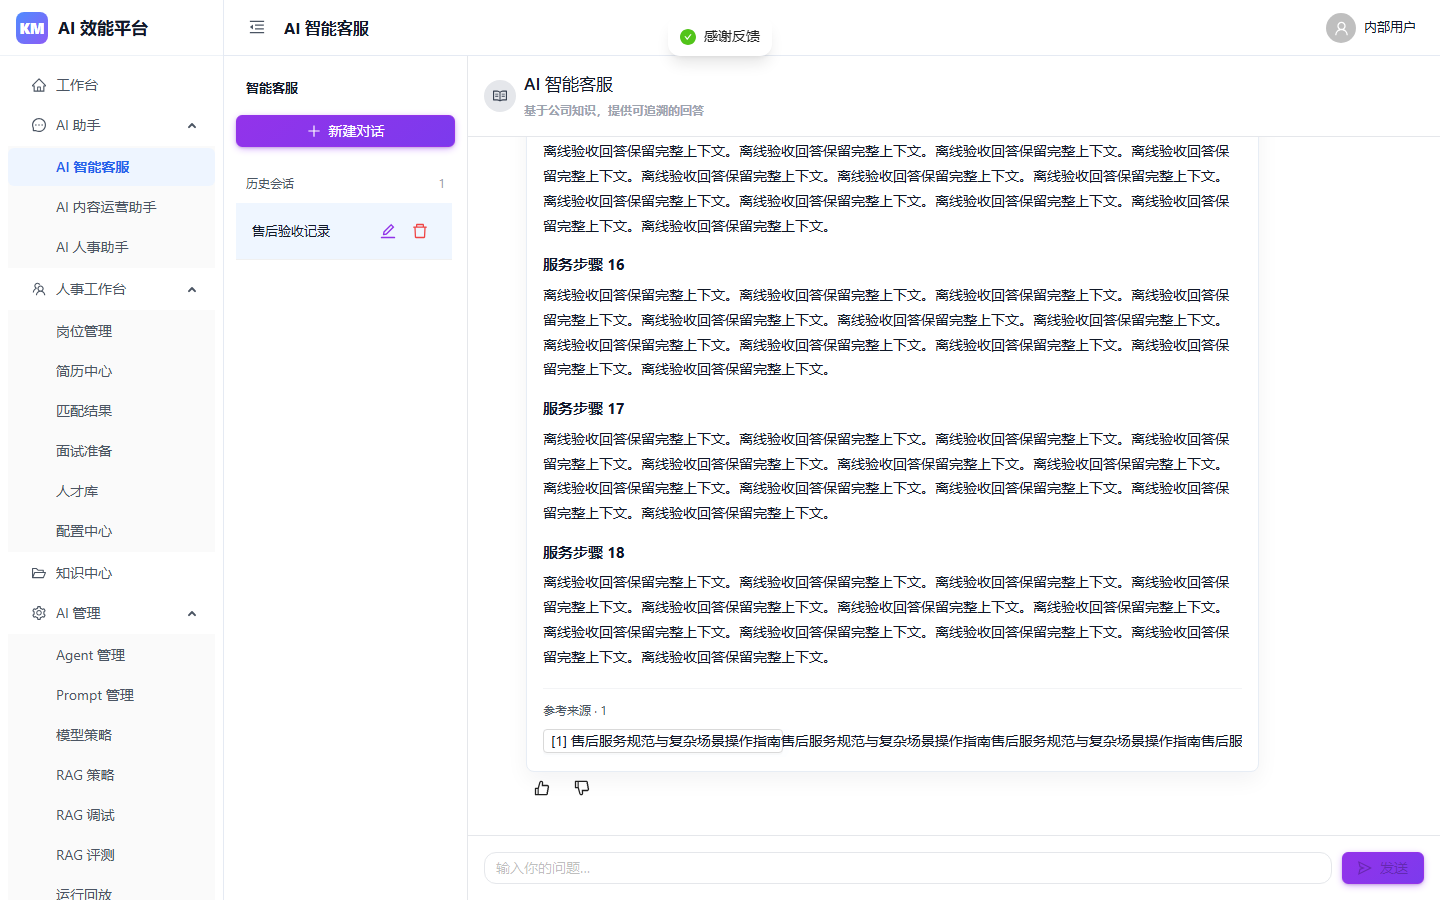 KM AI 效能平台
AI 智能客服
感谢反馈
内部用户
工作台
AI 助手
AI 智能客服
AI 内容运营助手
AI 人事助手
人事工作台
岗位管理
简历中心
匹配结果
面试准备
人才库
配置中心
知识中心
AI 管理
Agent 管理
Prompt 管理
模型策略
RAG 策略
RAG 调试
RAG 评测
运行回放
智能客服
新建对话
历史会话 1
售后验收记录
AI 智能客服
基于公司知识，提供可追溯的回答
离线验收回答保留完整上下文。离线验收回答保留完整上下文。离线验收回答保留完整上下文。离线验收回答保
留完整上下文。离线验收回答保留完整上下文。离线验收回答保留完整上下文。离线验收回答保留完整上下文。
离线验收回答保留完整上下文。离线验收回答保留完整上下文。离线验收回答保留完整上下文。离线验收回答保
留完整上下文。离线验收回答保留完整上下文。
服务步骤 16
离线验收回答保留完整上下文。离线验收回答保留完整上下文。离线验收回答保留完整上下文。离线验收回答保
留完整上下文。离线验收回答保留完整上下文。离线验收回答保留完整上下文。离线验收回答保留完整上下文。
离线验收回答保留完整上下文。离线验收回答保留完整上下文。离线验收回答保留完整上下文。离线验收回答保
留完整上下文。离线验收回答保留完整上下文。
服务步骤 17
离线验收回答保留完整上下文。离线验收回答保留完整上下文。离线验收回答保留完整上下文。离线验收回答保
留完整上下文。离线验收回答保留完整上下文。离线验收回答保留完整上下文。离线验收回答保留完整上下文。
离线验收回答保留完整上下文。离线验收回答保留完整上下文。离线验收回答保留完整上下文。离线验收回答保
留完整上下文。离线验收回答保留完整上下文。
服务步骤 18
离线验收回答保留完整上下文。离线验收回答保留完整上下文。离线验收回答保留完整上下文。离线验收回答保
留完整上下文。离线验收回答保留完整上下文。离线验收回答保留完整上下文。离线验收回答保留完整上下文。
离线验收回答保留完整上下文。离线验收回答保留完整上下文。离线验收回答保留完整上下文。离线验收回答保
留完整上下文。离线验收回答保留完整上下文。
参考来源 · 1
[1] 售后服务规范与复杂场景操作指南售后服务规范与复杂场景操作指南售后服务规范与复杂场景操作指南售后服
输入你的问题...
发送